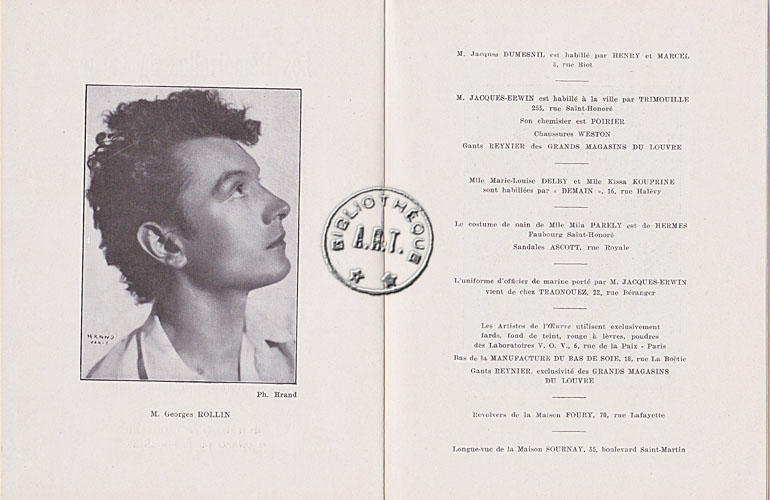 HRAND
PARIS
Ph. Hrand
M. Georges ROLLIN
BIBLIOTHÈQUE
A.R.T.
M. Jacques DUMESNIL est habillé par HENRY et MARCEL
8, rue Biot
M. JACQUES-ERWIN est habillé à la ville par TRIMOUILLE
255, rue Saint-Honoré
Son chemisier est POIRIER
Chaussures WESTON
Gants REYNIER des GRANDS MAGASINS DU LOUVRE
Mlle Marie-Louise DELBY et Mlle Kissa KOUPRINE
sont habillées par « DEMAIN », 16, rue Halévy
Le costume de nain de Mlle Mila PARELY est de HERMES
Faubourg Saint-Honoré
Sandales ASCOTT, rue Royale
L'uniforme d'officier de marine porté par M. JACQUES-ERWIN
vient de chez TRAONOUEZ, 22, rue Béranger
Les Artistes de l'Œuvre utilisent exclusivement
fards, fond de teint, rouge à lèvres, poudres
des Laboratoires V. O. V., 6, rue de la Paix - Paris
Bas de la MANUFACTURE DU BAS DE SOIE, 18, rue La Boëtie
Gants REYNIER, exclusivité des GRANDS MAGASINS
DU LOUVRE
Revolvers de la Maison FOURY, 70, rue Lafayette
Longue-vue de la Maison SOURNAY, 35, boulevard Saint-Martin